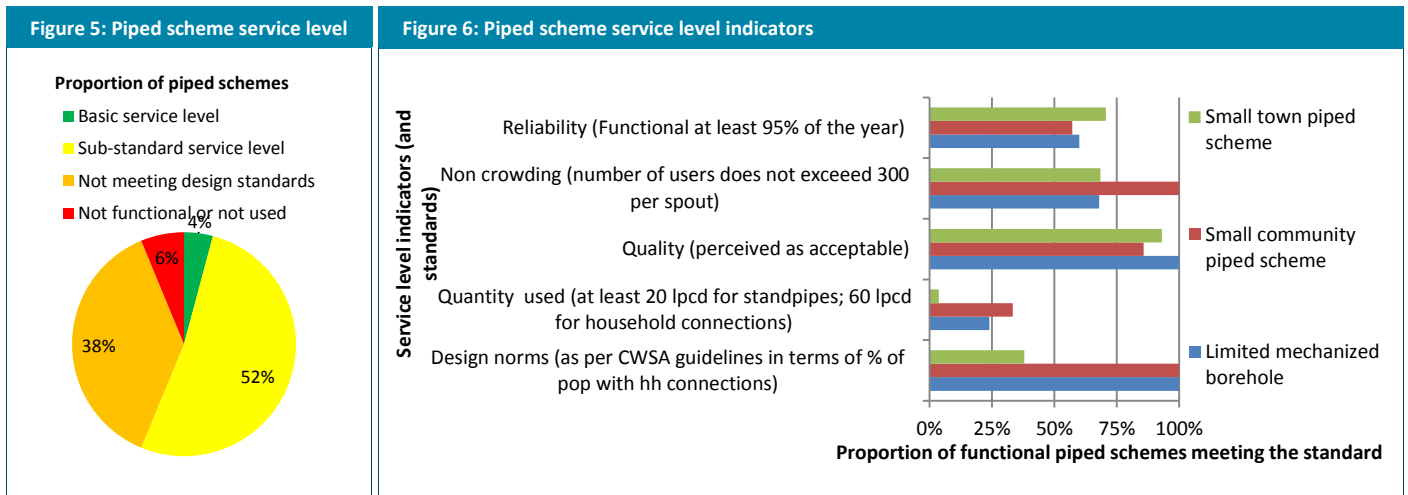 Figure 5: Piped scheme service level
Proportion of piped schemes
Basic service level
Sub-standard service level
Not meeting design standards
Not functional or not used
4%
6%
38%
52%
Figure 6: Piped scheme service level indicators
Service level indicators (and
standards)
Reliability (Functional at least 95% of the year)
Non crowding (number of users does not exceeed 300
per spout)
Quality (perceived as acceptable)
Quantity used (at least 20 lpcd for standpipes; 60 lpcd
for household connections)
Design norms (as per CWSA guidelines in terms of % of
pop with hh connections)
0% 25% 50% 75% 100%
Proportion of functional piped schemes meeting the standard
Small town piped
scheme
Small community
piped scheme
Limited mechanized
borehole